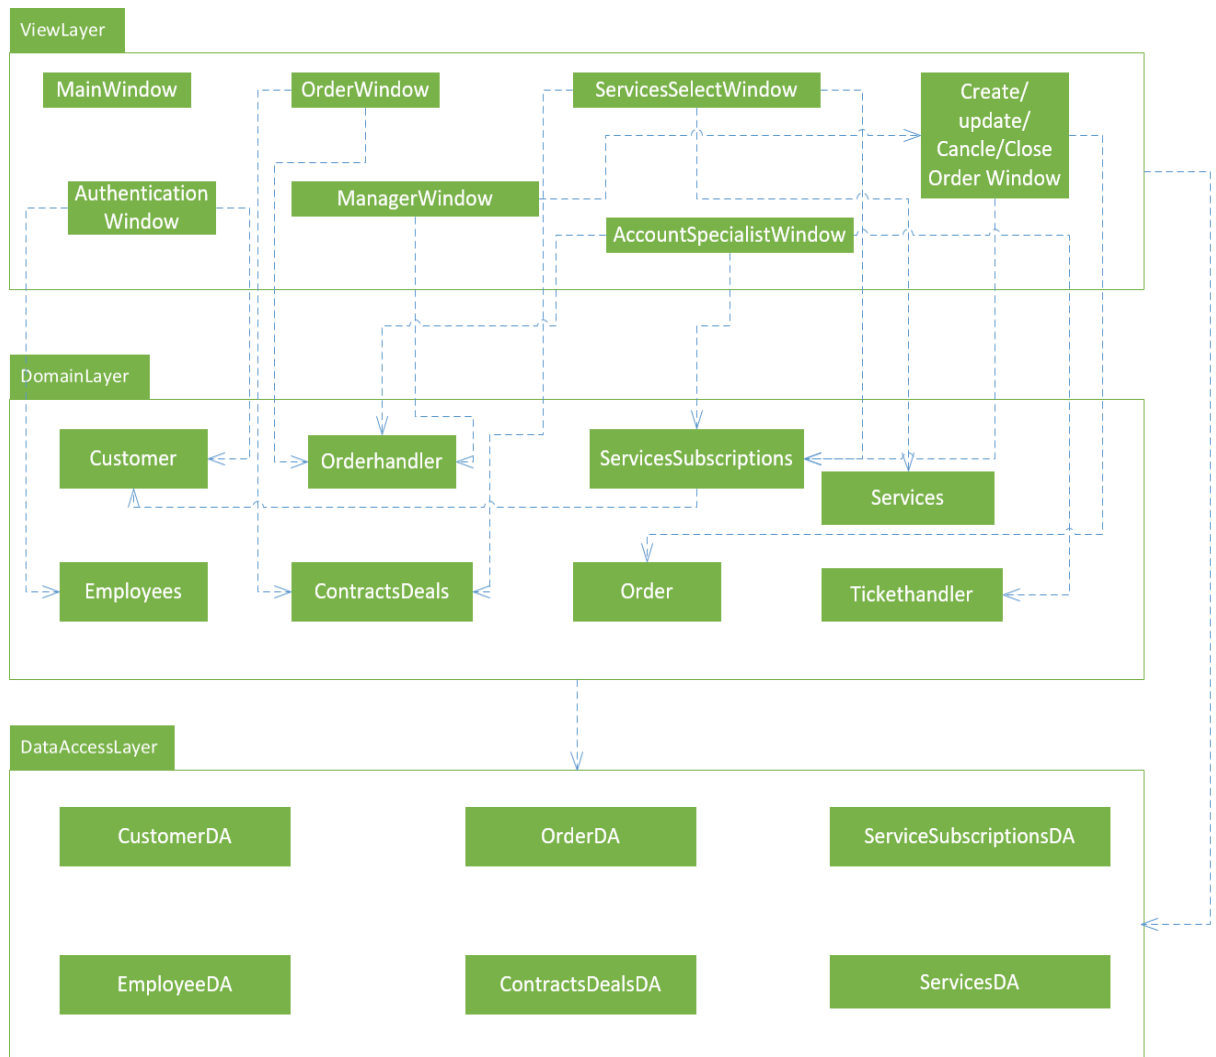 ViewLayer
MainWindow
OrderWindow
ServicesSelectWindow
Create/
update/
Cancle/Close
Order Window
Authentication
Window
ManagerWindow
AccountSpecialistWindow
DomainLayer
Customer
Orderhandler
ServicesSubscriptions
Services
Employees
ContractsDeals
Order
Tickethandler
DataAccessLayer
CustomerDA
OrderDA
ServiceSubscriptionsDA
EmployeeDA
ContractsDealsDA
ServicesDA